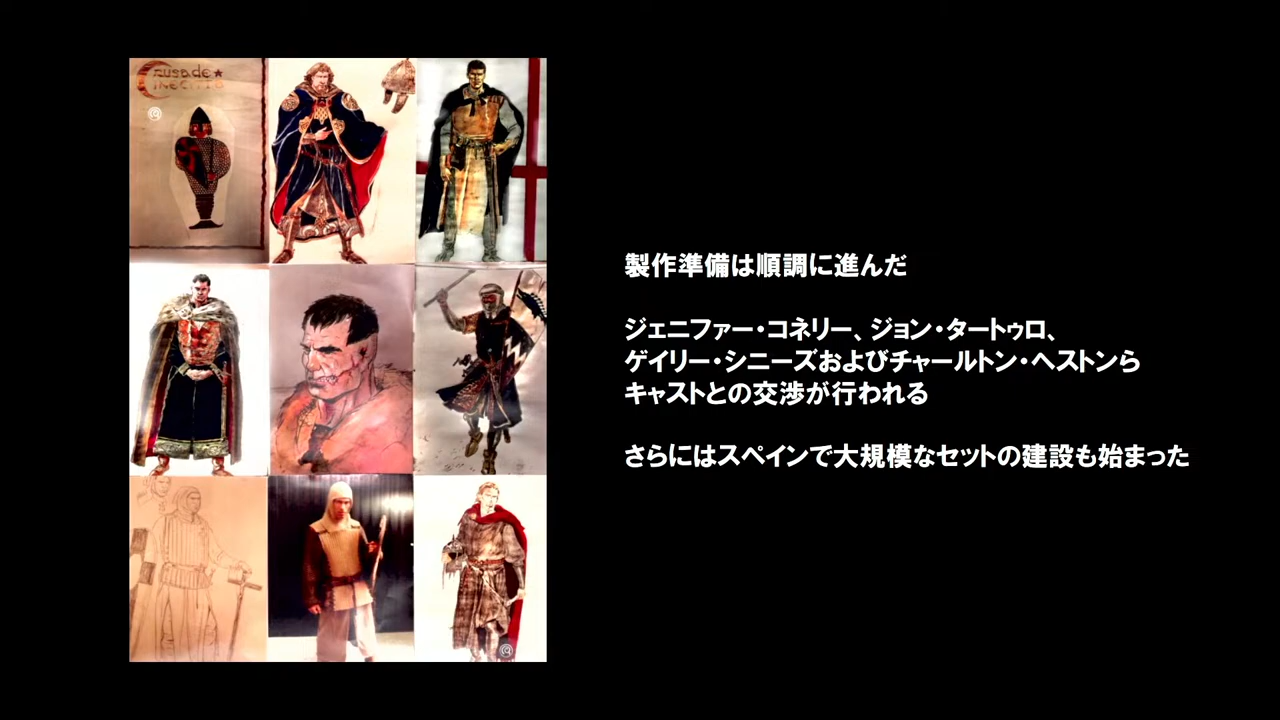 Crusade
製作準備は順調に進んだ
ジェニファー・コネリー、ジョン・タートゥロ、
ゲイリー・シニーズおよびチャールトン・ヘストンら
キャストとの交渉が行われる
さらにはスペインで大規模なセットの建設も始まった